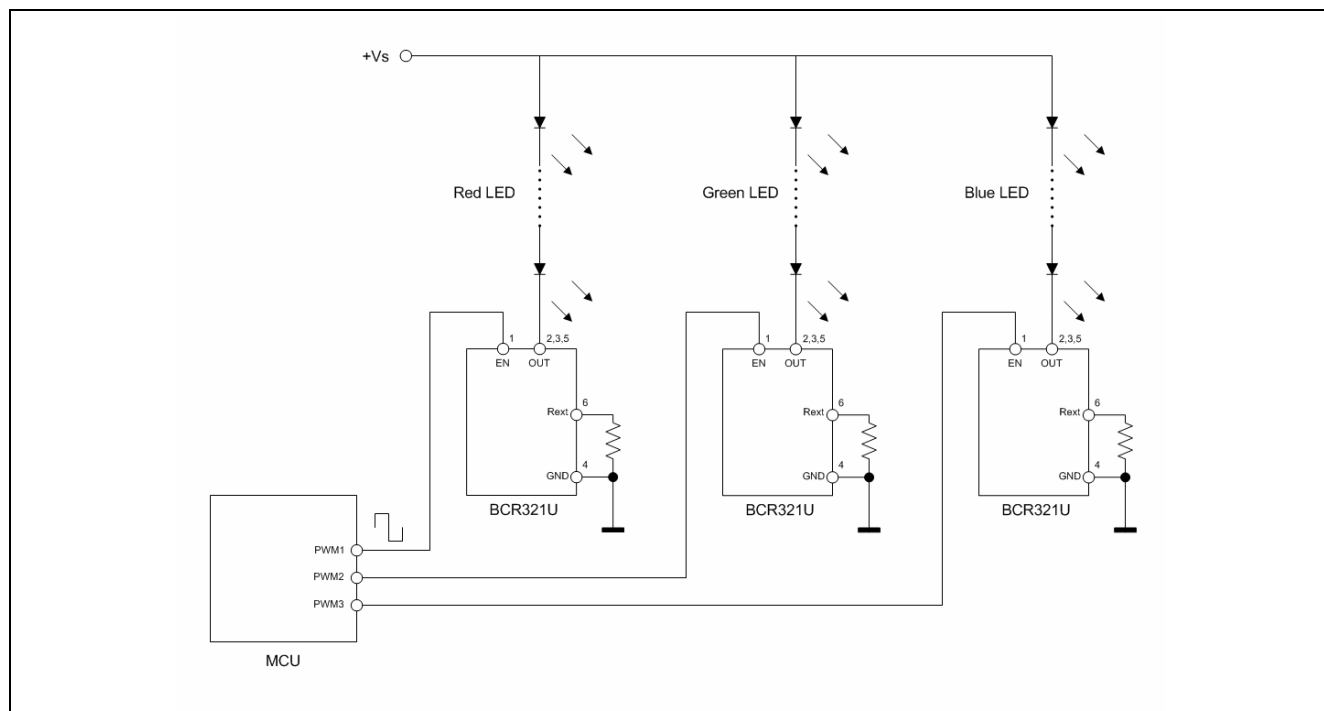 +Vs
Red LED
Green LED
Blue LED
1
2,3,5
EN
OUT
Rext
6
GND
4
BCR321U
1
2,3,5
EN
OUT
Rext
6
GND
4
BCR321U
1
2,3,5
EN
OUT
Rext
6
GND
4
BCR321U
PWM1
PWM2
PWM3
MCU